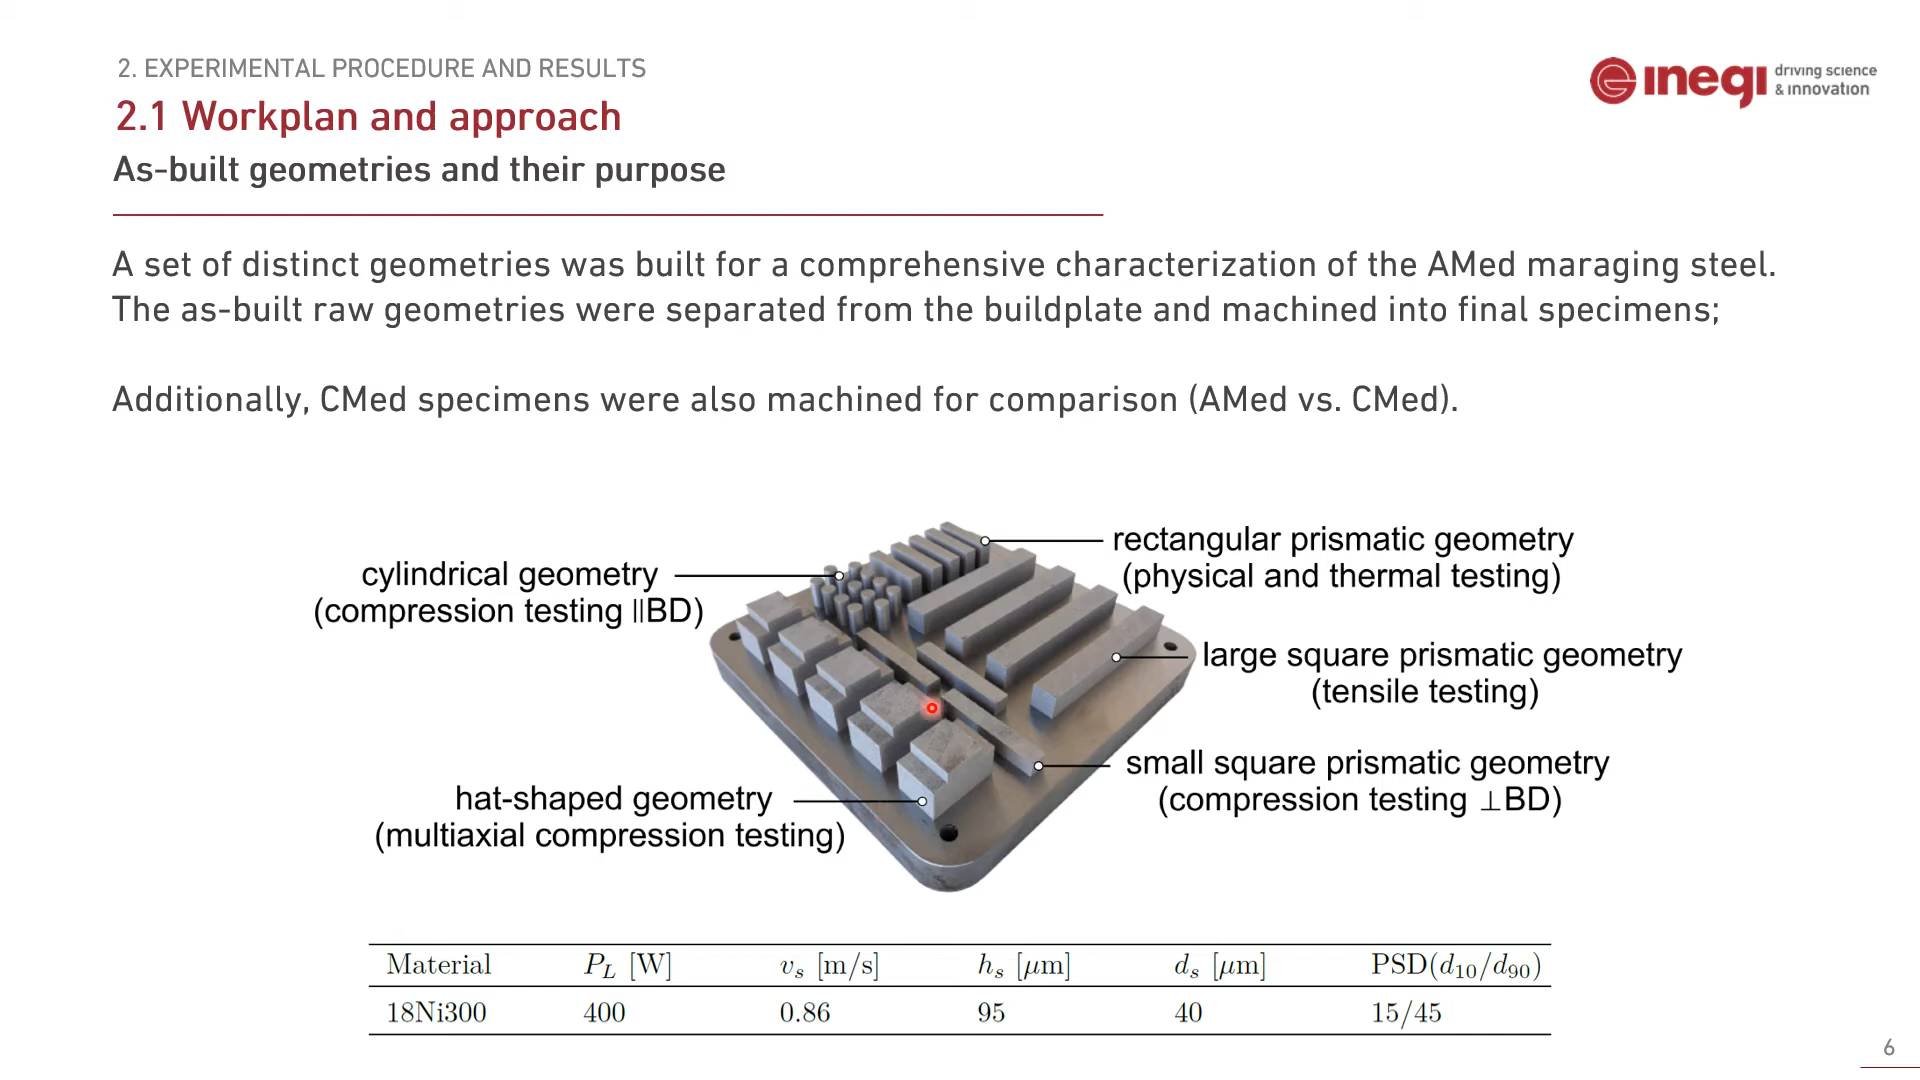 2. EXPERIMENTAL PROCEDURE AND RESULTS
2.1 Workplan and approach
As-built geometries and their purpose
inegi driving science
& innovation
A set of distinct geometries was built for a comprehensive characterization of the AMed maraging steel.
The as-built raw geometries were separated from the buildplate and machined into final specimens;
Additionally, CMed specimens were also machined for comparison (AMed vs. CMed).
cylindrical geometry
(compression testing ||BD)
rectangular prismatic geometry
(physical and thermal testing)
large square prismatic geometry
(tensile testing)
small square prismatic geometry
(compression testing ⊥BD)
hat-shaped geometry
(multiaxial compression testing)
Material P_L [W] v_s [m/s] h_s [μm] d_s [μm] PSD(d_10/d_90)
18Ni300 400 0.86 95 40 15/45
6